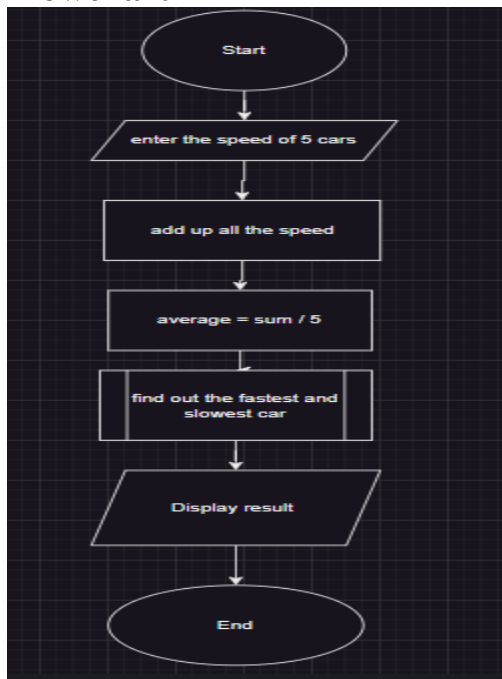 Start
enter the speed of 5 cars
add up all the speed
average = sum / 5
find out the fastest and
slowest car
Display result
End